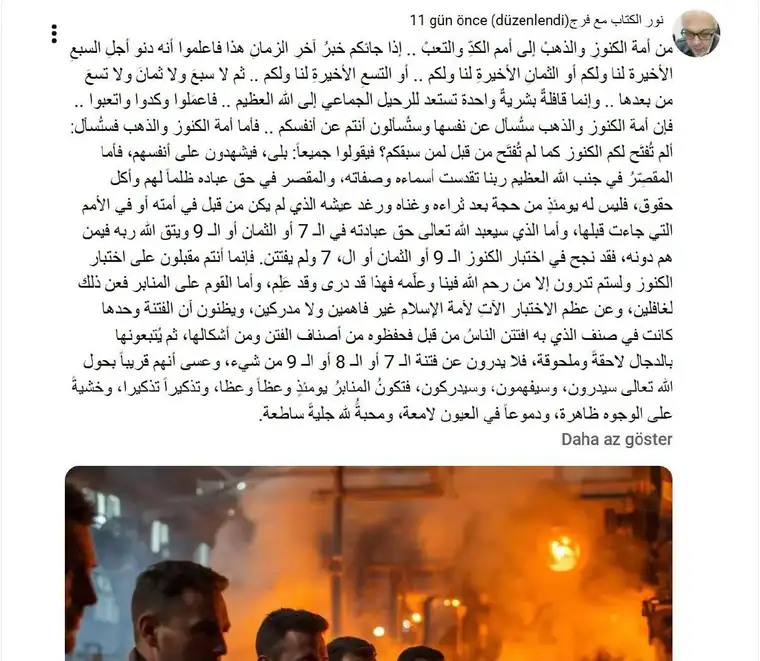 نور الكتاب مع فرج 11 gün önce (düzenlendi)
من أمة الكنوز والذهبْ إلى أمم الكدِّ والتعبْ .. إذا جائكم خبرُ آخرِ الزمانِ هذا فاعلموا أنه دنو أجلِ السبعِ
الأخيرة لنا ولكم أو الثمانِ الأخيرةِ لنا ولكم .. أو التسعِ الأخيرةِ لنا ولكم .. ثم لا سبعَ ولا ثمانَ ولا تسعَ
من بعدها .. وإنما قافلةٌ بشريةٌ واحدة تستعد للرحيل الجماعي إلى الله العظيم .. فاعمَلوا وكدوا واتعبوا ..
فإن أمة الكنوز والذهب ستُسأل عن نفسها وستُسألون أنتم عن أنفسكم .. فأما أمة الكنوز والذهب فستُسأل:
ألم تُفتَح لكم الكنوز كما لم تُفتَح من قبل لمن سبقكم؟ فيقولوا جميعاً: بلى، فيشهدون على أنفسهم، فأما
المقصِّرُ في جنب الله العظيم ربنا تقدست أسماءه وصفاته، والمقصر في حق عباده ظلماً لهم وأكل
حقوق، فليس له يومئذٍ من حجة بعد ثراءه وغناه ورغد عيشه الذي لم يكن من قبل في أمته أو في الأمم
التي جاءت قبلها، وأما الذي سيعبد الله تعالى حق عبادته في الـ 7 أو الثمان أو الـ 9 ويتق الله ربه فيمن
هم دونه، فقد نجح في اختبار الكنوز الـ 9 أو الثمان أو ال، 7 ولم يفتتن. فإنما أنتم مقبلون على اختبار
الكنوز ولستم تدرون إلا من رحم الله فينا وعلّمه فهذا قد درى وقد عَلِم، وأما القوم على المنابر فعن ذلك
لغافلين، وعن عظم الاختبار الآتِ لأمة الإسلام غير فاهمين ولا مدركين، ويظنون أن الفتنة وحدها
كانت في صنف الذي به افتتن الناسُ من قبل فحفظوه من أصناف الفتن ومن أشكالها، ثم يُتبعونها
بالدجال لاحقةً وملحوقة، فلا يدرون عن فتنة الـ 7 أو الـ 8 أو الـ 9 من شيء، وعسى أنهم قريباً بحول
الله تعالى سيدرون، وسيفهمون، وسيدركون، فتكونُ المنابرُ يومئذٍ وعظاً وعظا، وتذكيراً تذكيرا، وخشيةً
على الوجوه ظاهرة، ودموعاً في العيون لامعة، ومحبةً لله جليةً ساطعة.
Daha az göster